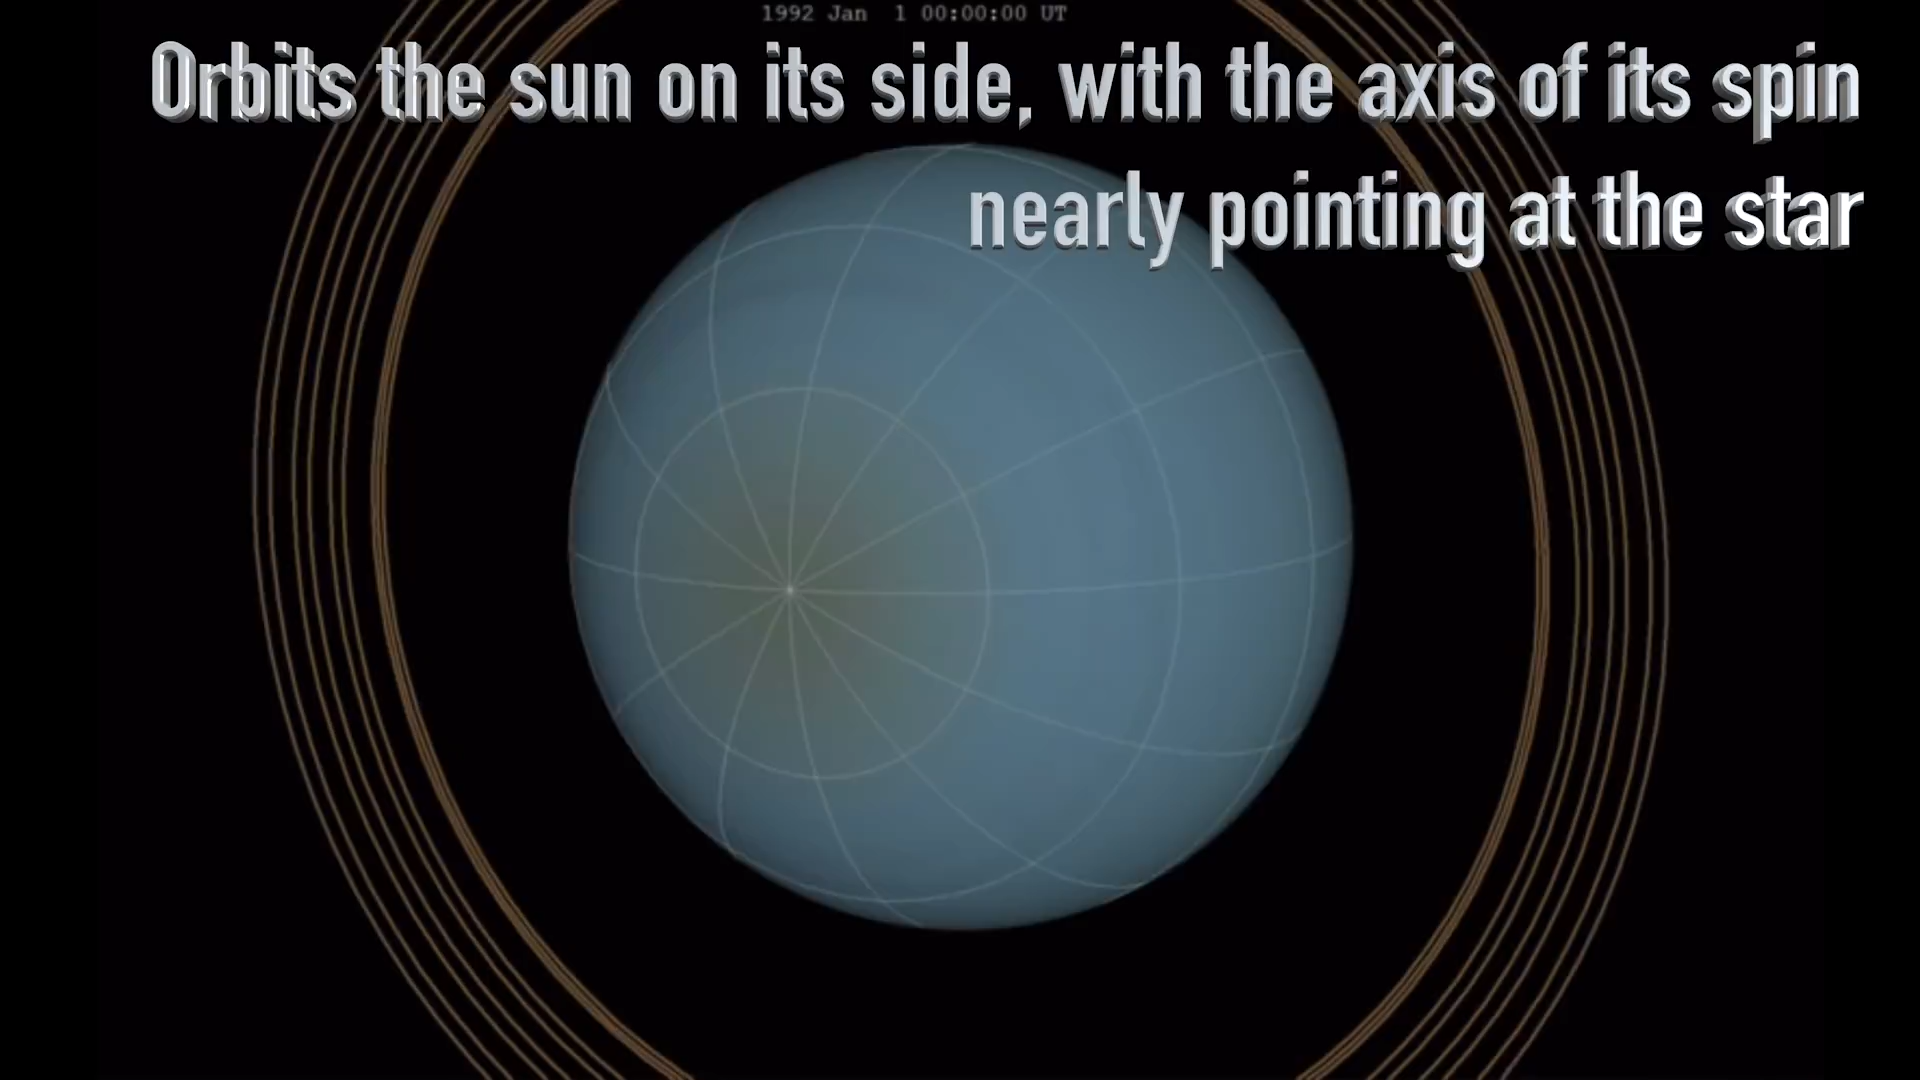 1992 Jan  1 00:00:00 UT
Orbits the sun on its side, with the axis of its spin
nearly pointing at the star